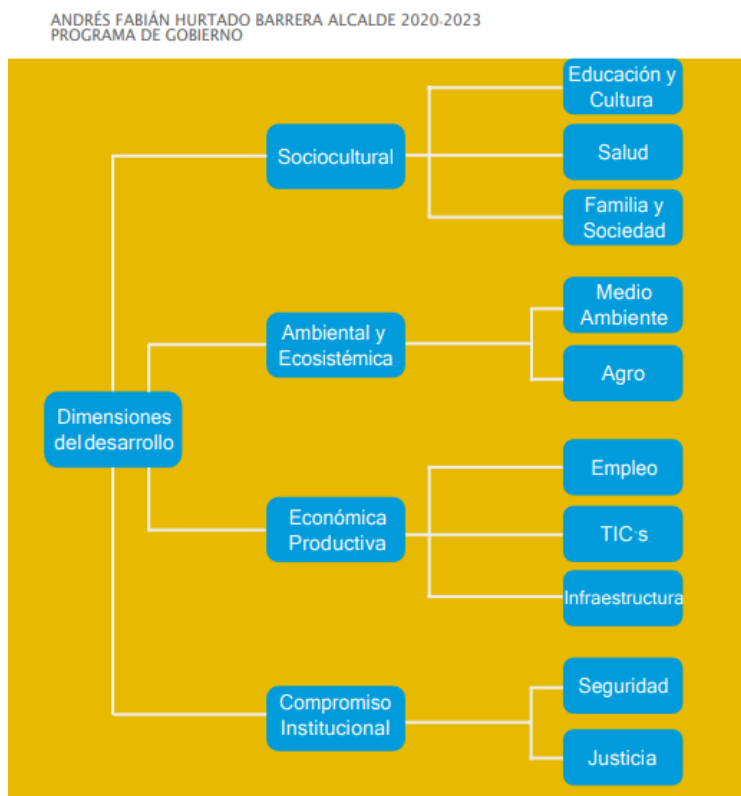 ANDRÉS FABIÁN HURTADO BARRERA ALCALDE 2020-2023
PROGRAMA DE GOBIERNO
Educación y
Cultura
Sociocultural
Salud
Familia y
Sociedad
Medio
Ambiente
Ambiental y
Ecosistémica
Agro
Dimensiones
del desarrollo
Empleo
Económica
Productiva
TIC·s
Infraestructura
Seguridad
Compromiso
Institucional
Justicia